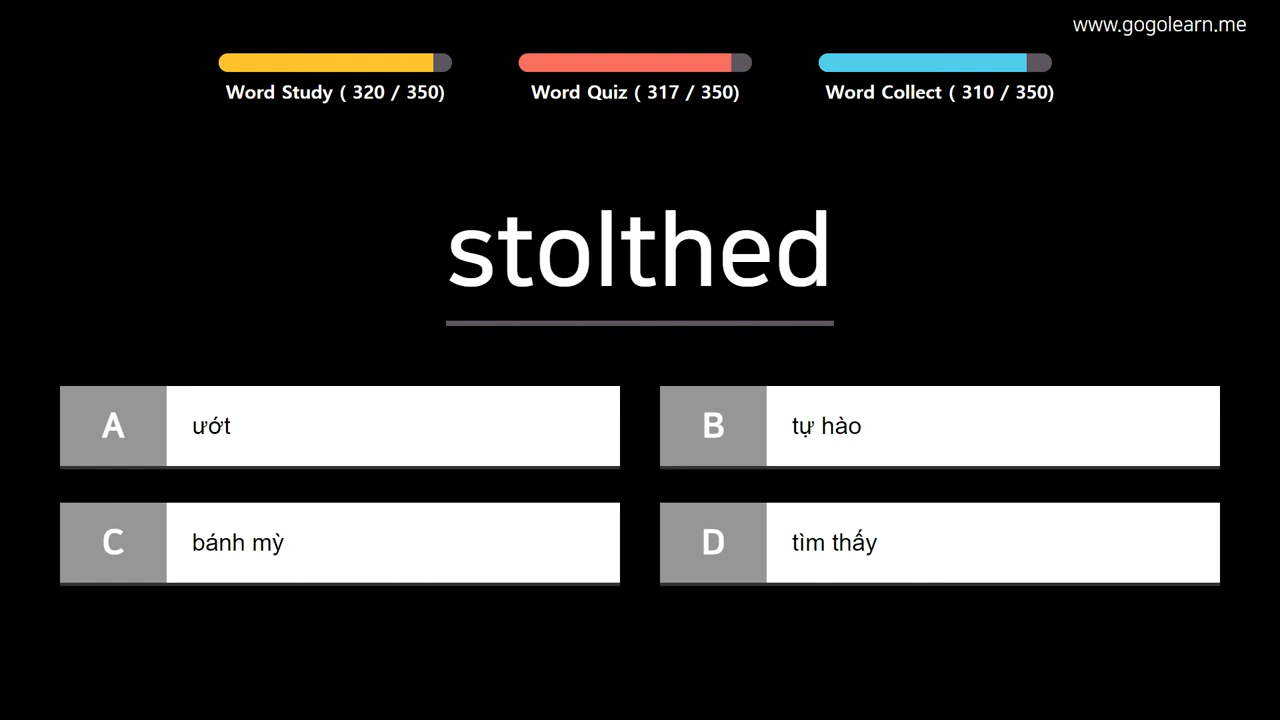 www.gogolearn.me
Word Study ( 320 / 350)
Word Quiz ( 317 / 350)
Word Collect ( 310 / 350)
stolthed
A ướt
B tự hào
C bánh mỳ
D tìm thấy